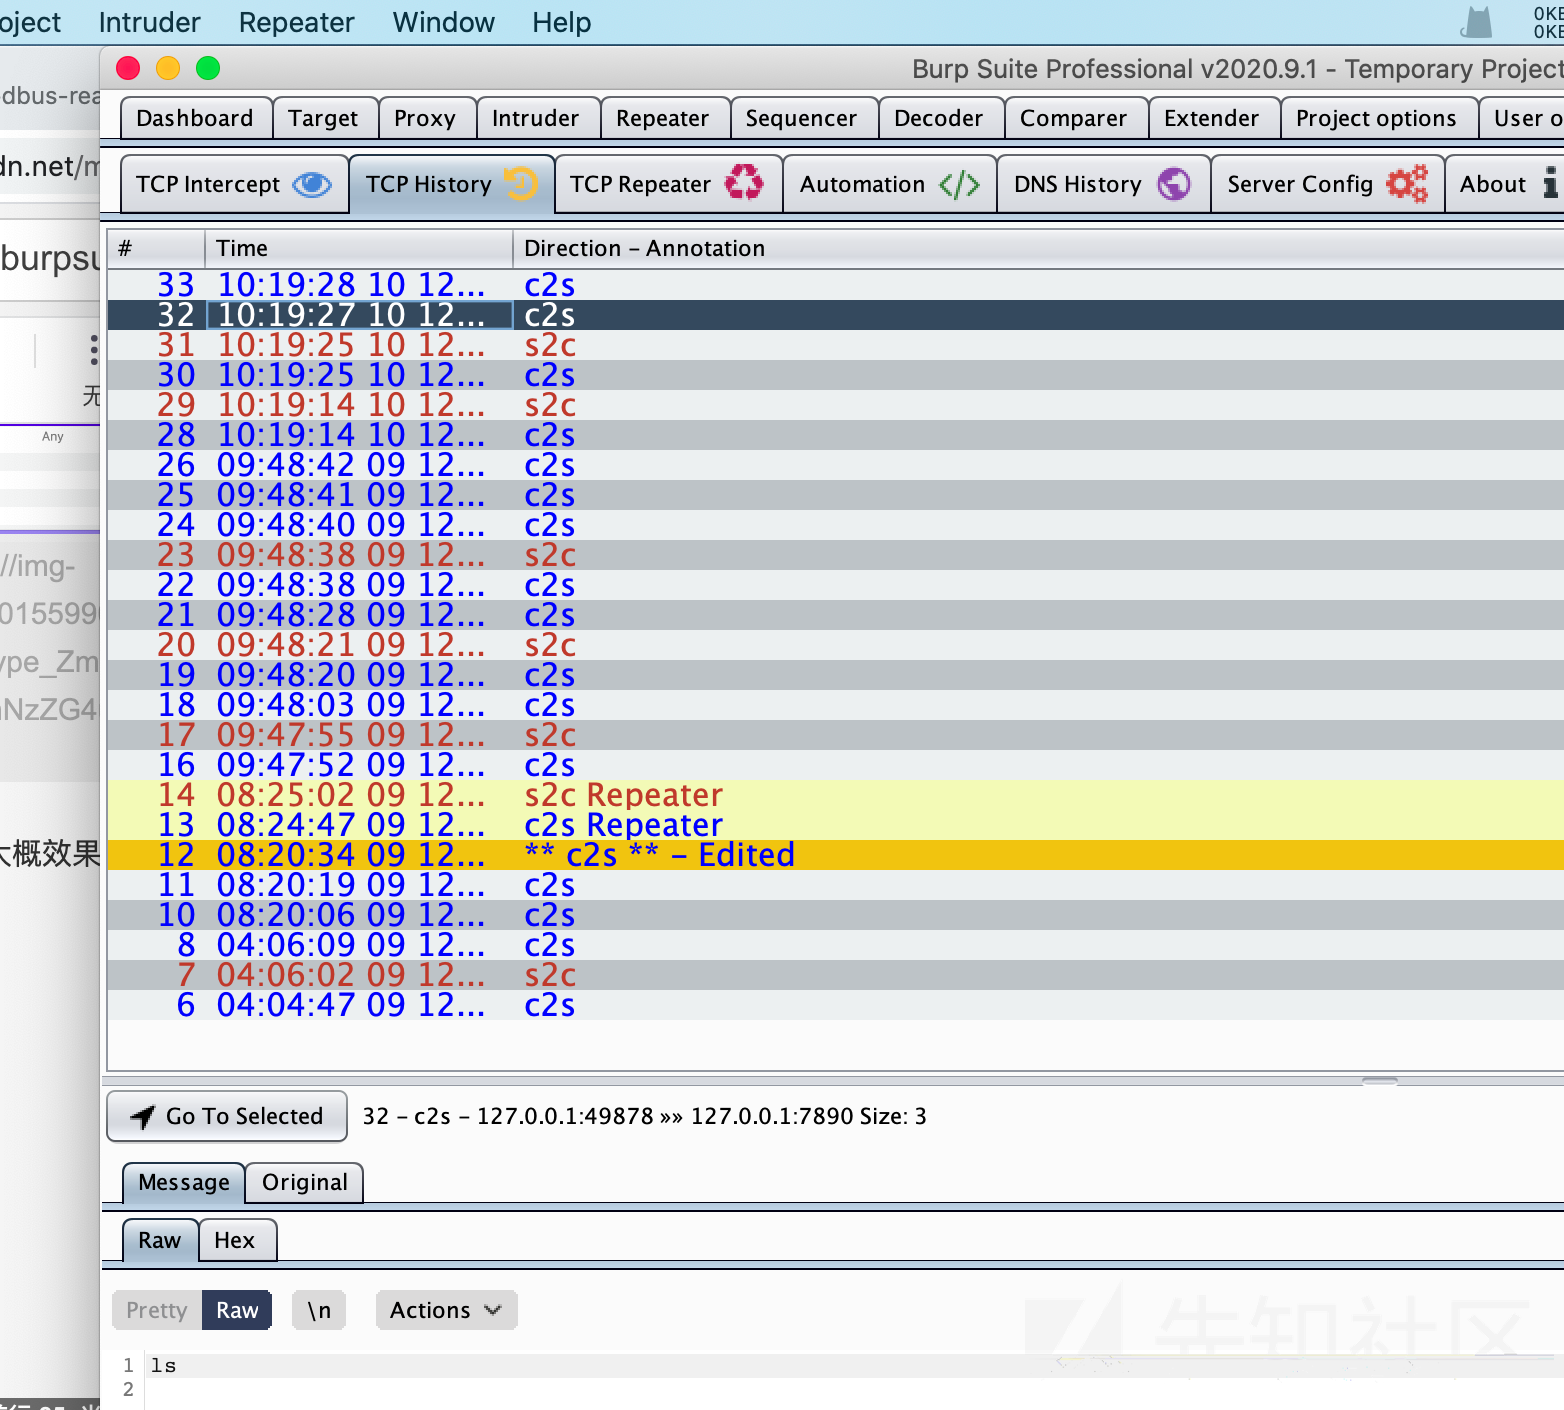 oject Intruder Repeater Window Help
0KB
0KB
Burp Suite Professional v2020.9.1 - Temporary Project
dbus-rea
Dashboard Target Proxy Intruder Repeater Sequencer Decoder Comparer Extender Project options User o
dn.net/m
TCP Intercept TCP History TCP Repeater Automation </> DNS History Server Config About i
burpsu
# Time Direction – Annotation
33 10:19:28 10 12... c2s
32 10:19:27 10 12... c2s
31 10:19:25 10 12... s2c
30 10:19:25 10 12... c2s
无
29 10:19:14 10 12... s2c
Any
28 10:19:14 10 12... c2s
26 09:48:42 09 12... c2s
25 09:48:41 09 12... c2s
24 09:48:40 09 12... c2s
23 09:48:38 09 12... s2c
//img-
22 09:48:38 09 12... c2s
015599
21 09:48:28 09 12... c2s
20 09:48:21 09 12... s2c
ype_Zm
19 09:48:20 09 12... c2s
18 09:48:03 09 12... c2s
NzZG4
17 09:47:55 09 12... s2c
16 09:47:52 09 12... c2s
14 08:25:02 09 12... s2c Repeater
13 08:24:47 09 12... c2s Repeater
大概效果
12 08:20:34 09 12... ** c2s ** – Edited
11 08:20:19 09 12... c2s
10 08:20:06 09 12... c2s
8 04:06:09 09 12... c2s
7 04:06:02 09 12... s2c
6 04:04:47 09 12... c2s
Go To Selected 32 – c2s – 127.0.0.1:49878 »» 127.0.0.1:7890 Size: 3
Message Original
Raw Hex
Pretty Raw \n Actions
先知社区
1 ls
2